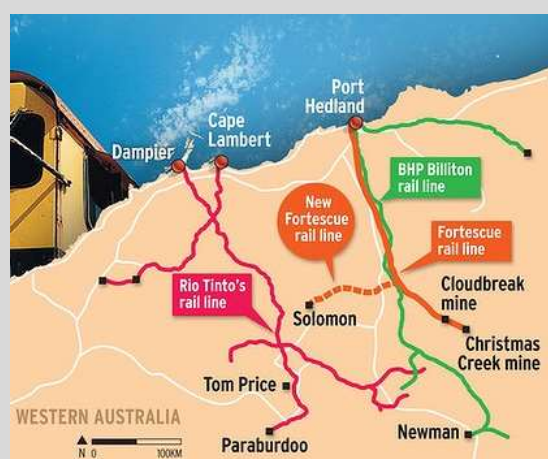 Port
Hedland
Cape
Lambert
Dampier
BHP Billiton
rail line
New
Fortescue
rail line
Fortescue
rail line
Cloudbreak
mine
Rio Tinto's
rail line
Solomon
Christmas
Creek mine
Tom Price
WESTERN AUSTRALIA
Newman
Paraburdoo
N 0 100KM